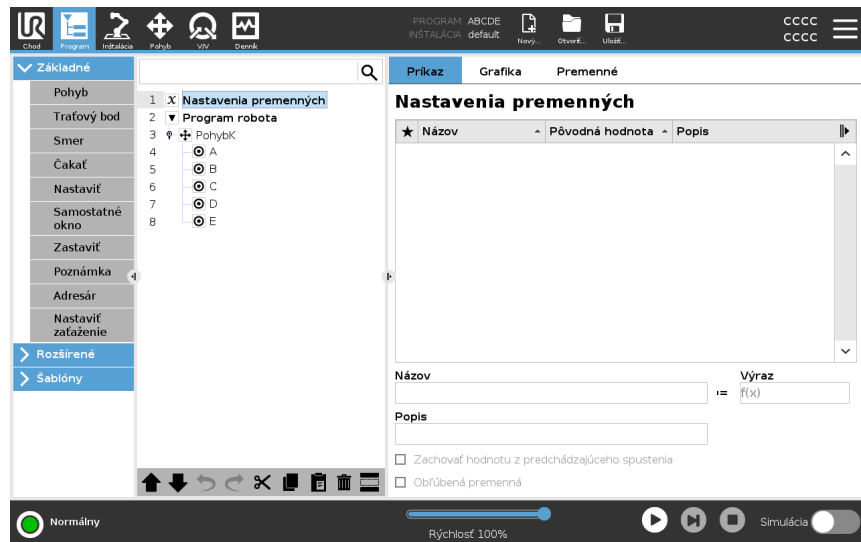 UR
Chod
Program
Inštalácia
Pohyb
V/V
Denník
PROGRAM ABCDE
INŠTALÁCIA default
Nový...
Otvoriť...
Uložiť...
CCCC
CCCC
Základné
Pohyb
Traťový bod
Smer
Čakať
Nastaviť
Samostatné
okno
Zastaviť
Poznámka
Adresár
Nastaviť
zaťaženie
Rozšírené
Šablóny
1 X Nastavenia premenných
2 Program robota
3 PohybK
4 A
5 B
6 C
7 D
8 E
Príkaz
Grafika
Premenné
Nastavenia premenných
Názov
Pôvodná hodnota
Popis
Názov
Výraz
:= f(x)
Popis
Zachovať hodnotu z predchádzajúceho spustenia
Obľúbená premenná
Normálny
Rýchlosť 100%
Simulácia